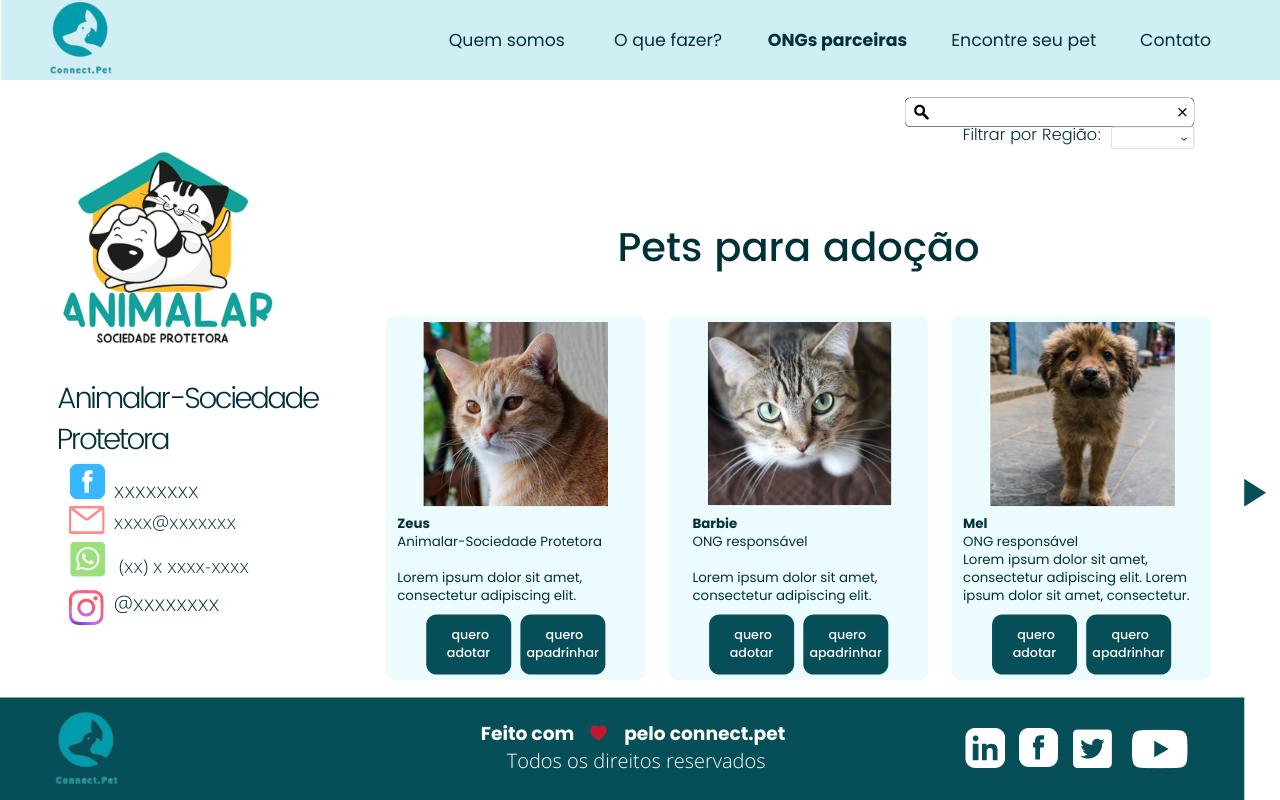 Connect.Pet
Quem somos
O que fazer?
ONGs parceiras
Encontre seu pet
Contato
Filtrar por Região:
ANIMALAR
SOCIEDADE PROTETORA
Animalar-Sociedade
Protetora
xxxxxxxx
xxxx@xxxxxxx
(xx) x xxxx-xxxx
@xxxxxxxx
Pets para adoção
Zeus
Animalar-Sociedade Protetora
Lorem ipsum dolor sit amet,
consectetur adipiscing elit.
quero
adotar
quero
apadrinhar
Barbie
ONG responsável
Lorem ipsum dolor sit amet,
consectetur adipiscing elit.
quero
adotar
quero
apadrinhar
Mel
ONG responsável
Lorem ipsum dolor sit amet,
consectetur adipiscing elit. Lorem
ipsum dolor sit amet, consectetur.
quero
adotar
quero
apadrinhar
Connect.Pet
Feito com ❤ pelo connect.pet
Todos os direitos reservados